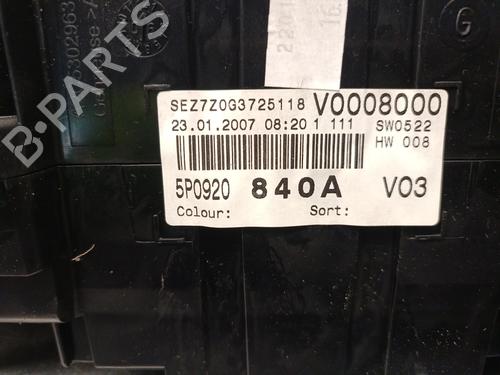 SEZ7Z0G3725118 V0008000
23.01.2007 08:20 1 111 SW0522
HW 008
5P0920 840A V03
Colour: Sort:
G
B-PARTS